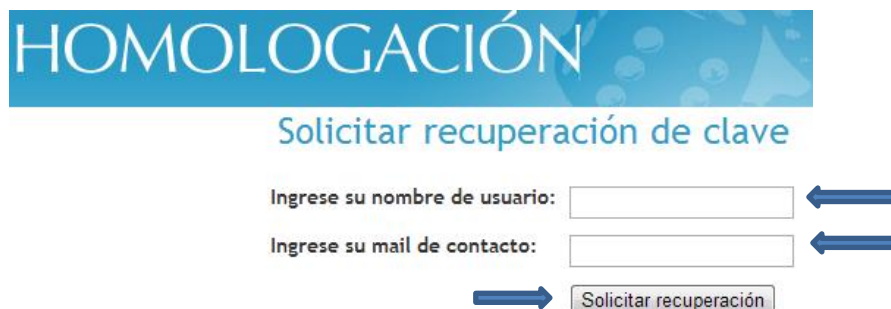 HOMOLOGACIÓN
Solicitar recuperación de clave
Ingrese su nombre de usuario:
Ingrese su mail de contacto:
Solicitar recuperación